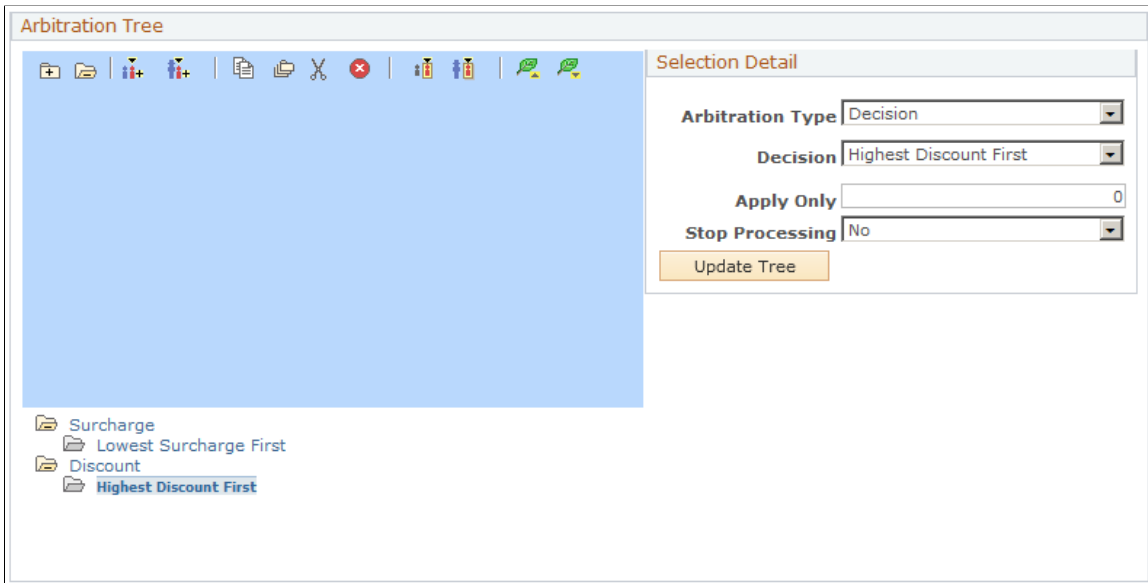 Arbitration Tree
Selection Detail
Arbitration Type Decision
Decision Highest Discount First
Apply Only 0
Stop Processing No
Update Tree
Surcharge
Lowest Surcharge First
Discount
Highest Discount First